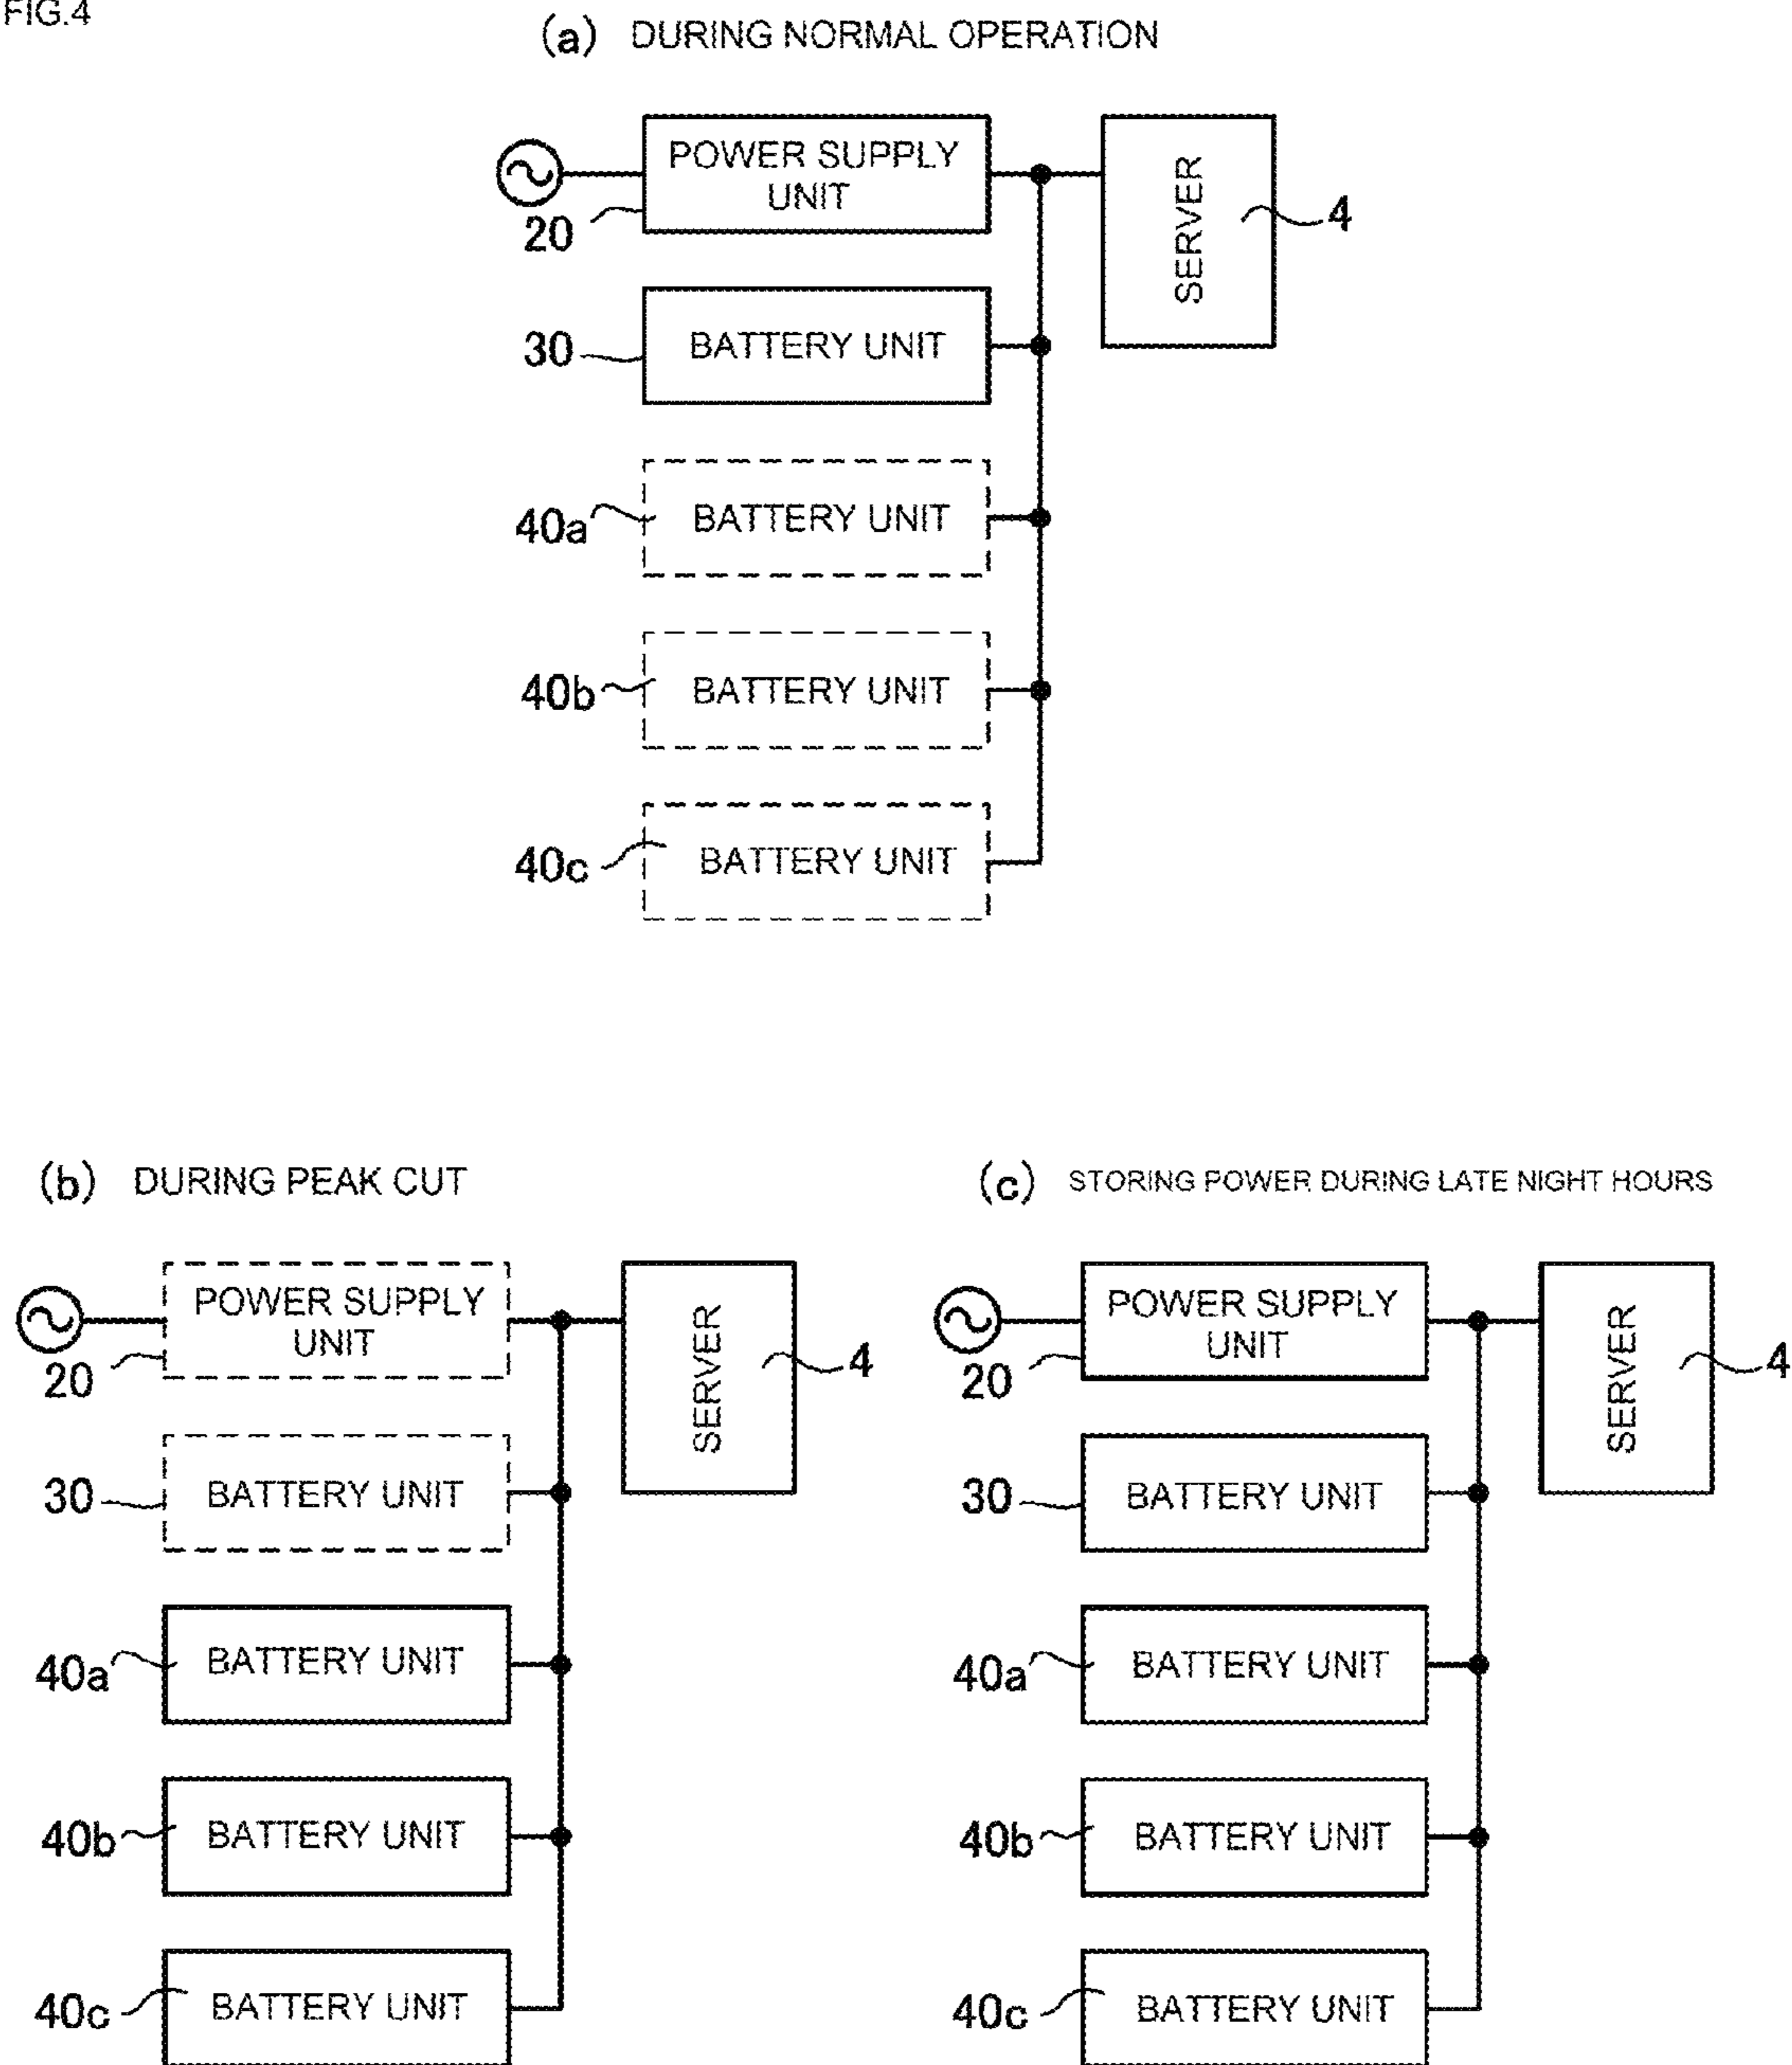 FIG.4
(a) DURING NORMAL OPERATION
POWER SUPPLY
UNIT
20
SERVER
4
30
BATTERY UNIT
40a
BATTERY UNIT
40b
BATTERY UNIT
40c
BATTERY UNIT
(b) DURING PEAK CUT
POWER SUPPLY
UNIT
20
SERVER
4
30
BATTERY UNIT
40a
BATTERY UNIT
40b
BATTERY UNIT
40c
BATTERY UNIT
(c) STORING POWER DURING LATE NIGHT HOURS
POWER SUPPLY
UNIT
20
SERVER
4
30
BATTERY UNIT
40a
BATTERY UNIT
40b
BATTERY UNIT
40c
BATTERY UNIT